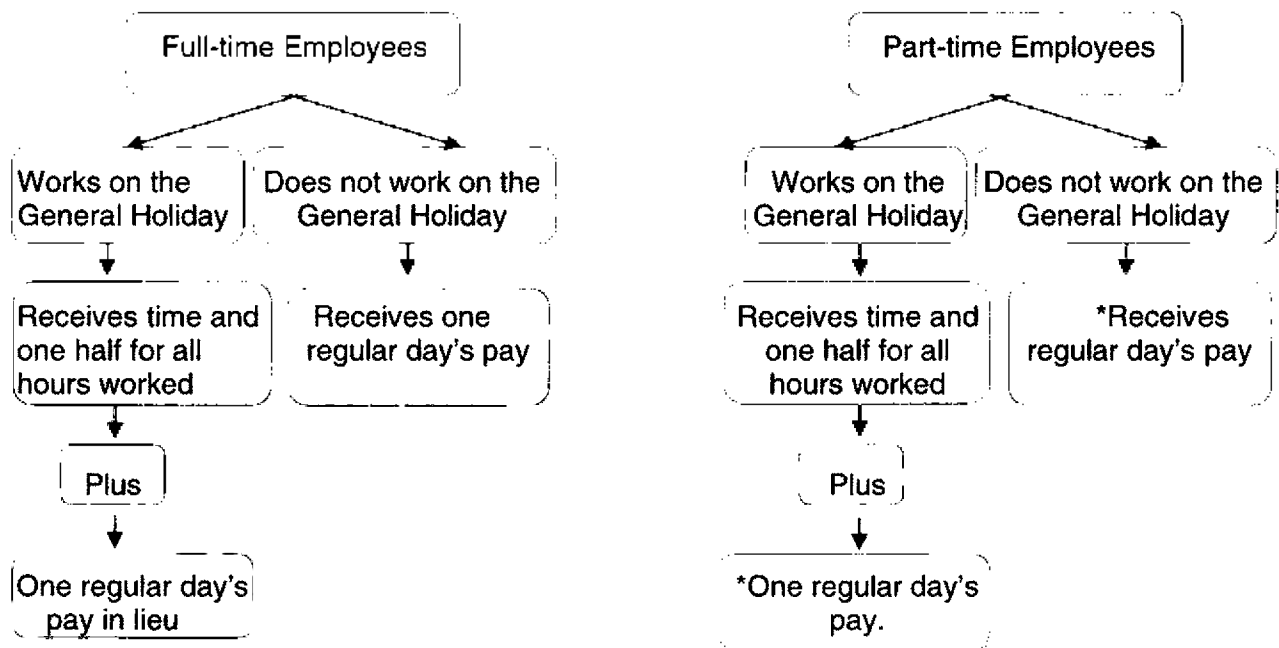 Full-time Employees
Works on the
General Holiday
Does not work on the
General Holiday
Receives time and
one half for all
hours worked
Receives one
regular day's pay
Plus
One regular day's
pay in lieu
Part-time Employees
Works on the
General Holiday
Does not work on the
General Holiday
Receives time and
one half for all
hours worked
*Receives
regular day's pay
Plus
*One regular day's
pay.